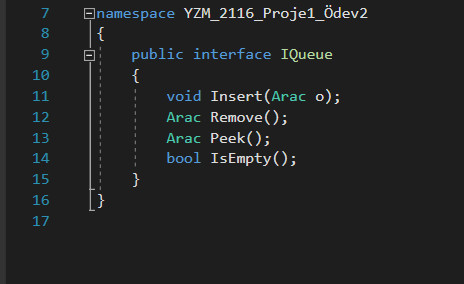 7 namespace YZM_2116_Proje1_Ödev2
8 {
9 public interface IQueue
10 {
11 void Insert(Arac o);
12 Arac Remove();
13 Arac Peek();
14 bool IsEmpty();
15 }
16 }
17